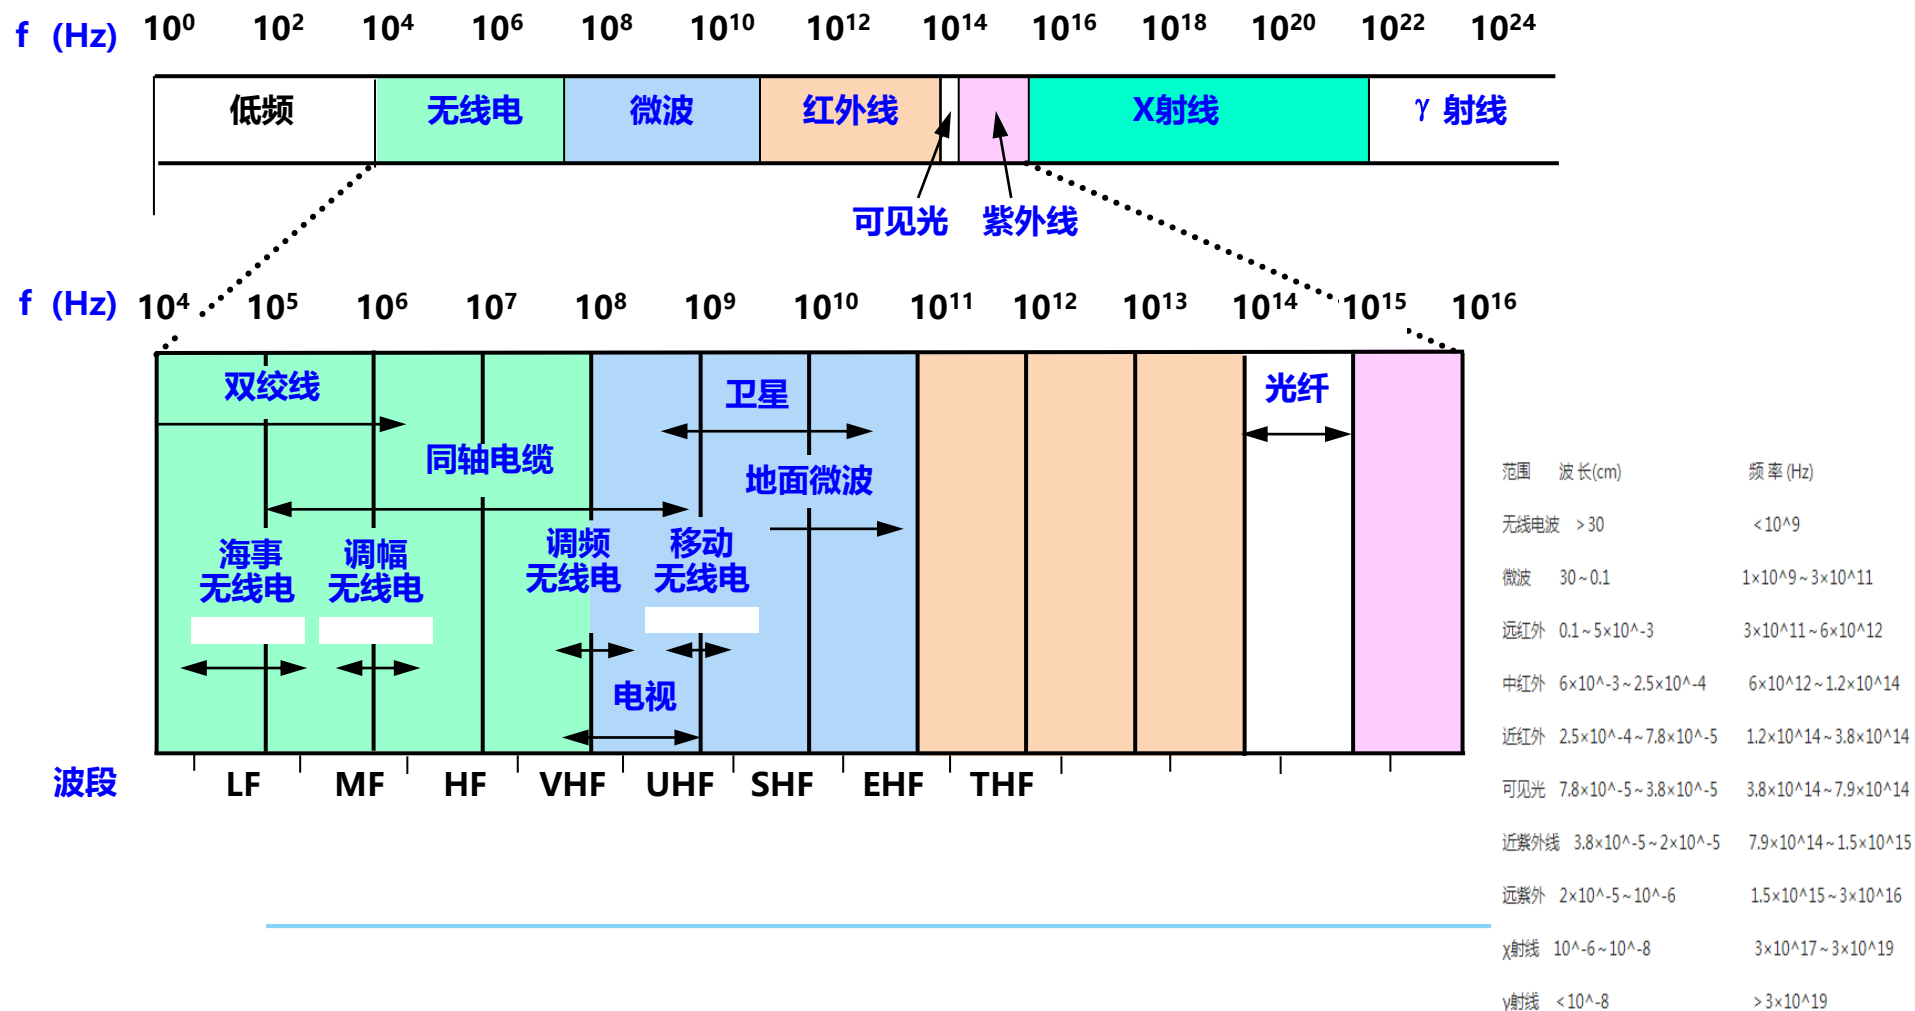 f (Hz) 10⁰ 10² 10⁴ 10⁶ 10⁸ 10¹⁰ 10¹² 10¹⁴ 10¹⁶ 10¹⁸ 10²⁰ 10²² 10²⁴
低频 无线电 微波 红外线 X射线 γ 射线
可见光 紫外线
f (Hz) 10⁴ 10⁵ 10⁶ 10⁷ 10⁸ 10⁹ 10¹⁰ 10¹¹ 10¹² 10¹³ 10¹⁴ 10¹⁵ 10¹⁶
双绞线 卫星 光纤
同轴电缆 地面微波
海事
无线电
调幅
无线电
调频
无线电
移动
无线电
电视
波段 LF MF HF VHF UHF SHF EHF THF
范围 波 长(cm) 频 率 (Hz)
无线电波 > 30 < 10^9
微波 30 ~ 0.1 1×10^9 ~ 3×10^11
远红外 0.1 ~ 5×10^-3 3×10^11 ~ 6×10^12
中红外 6×10^-3 ~ 2.5×10^-4 6×10^12 ~ 1.2×10^14
近红外 2.5×10^-4 ~ 7.8×10^-5 1.2×10^14 ~ 3.8×10^14
可见光 7.8×10^-5 ~ 3.8×10^-5 3.8×10^14 ~ 7.9×10^14
近紫外线 3.8×10^-5 ~ 2×10^-5 7.9×10^14 ~ 1.5×10^15
远紫外 2×10^-5 ~ 10^-6 1.5×10^15 ~ 3×10^16
χ射线 10^-6 ~ 10^-8 3×10^17 ~ 3×10^19
γ射线 < 10^-8 > 3×10^19